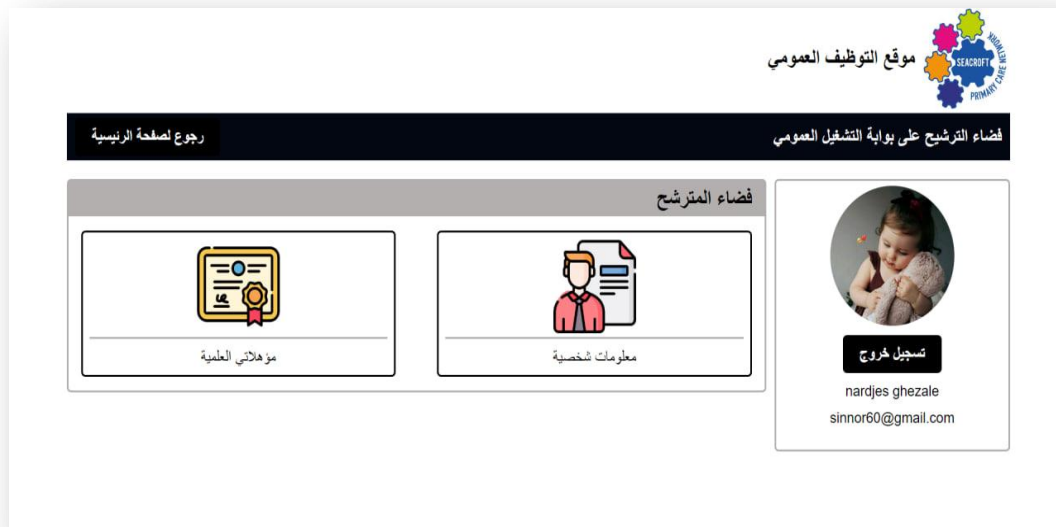 موقع التوظيف العمومي
SEACROFT
PRIMARY CARE NETWORK
فضاء الترشيح على بوابة التشغيل العمومي
رجوع لصفحة الرئيسية
فضاء المترشح
معلومات شخصية
مؤهلاتي العلمية
تسجيل خروج
nardjes ghezale
sinnor60@gmail.com